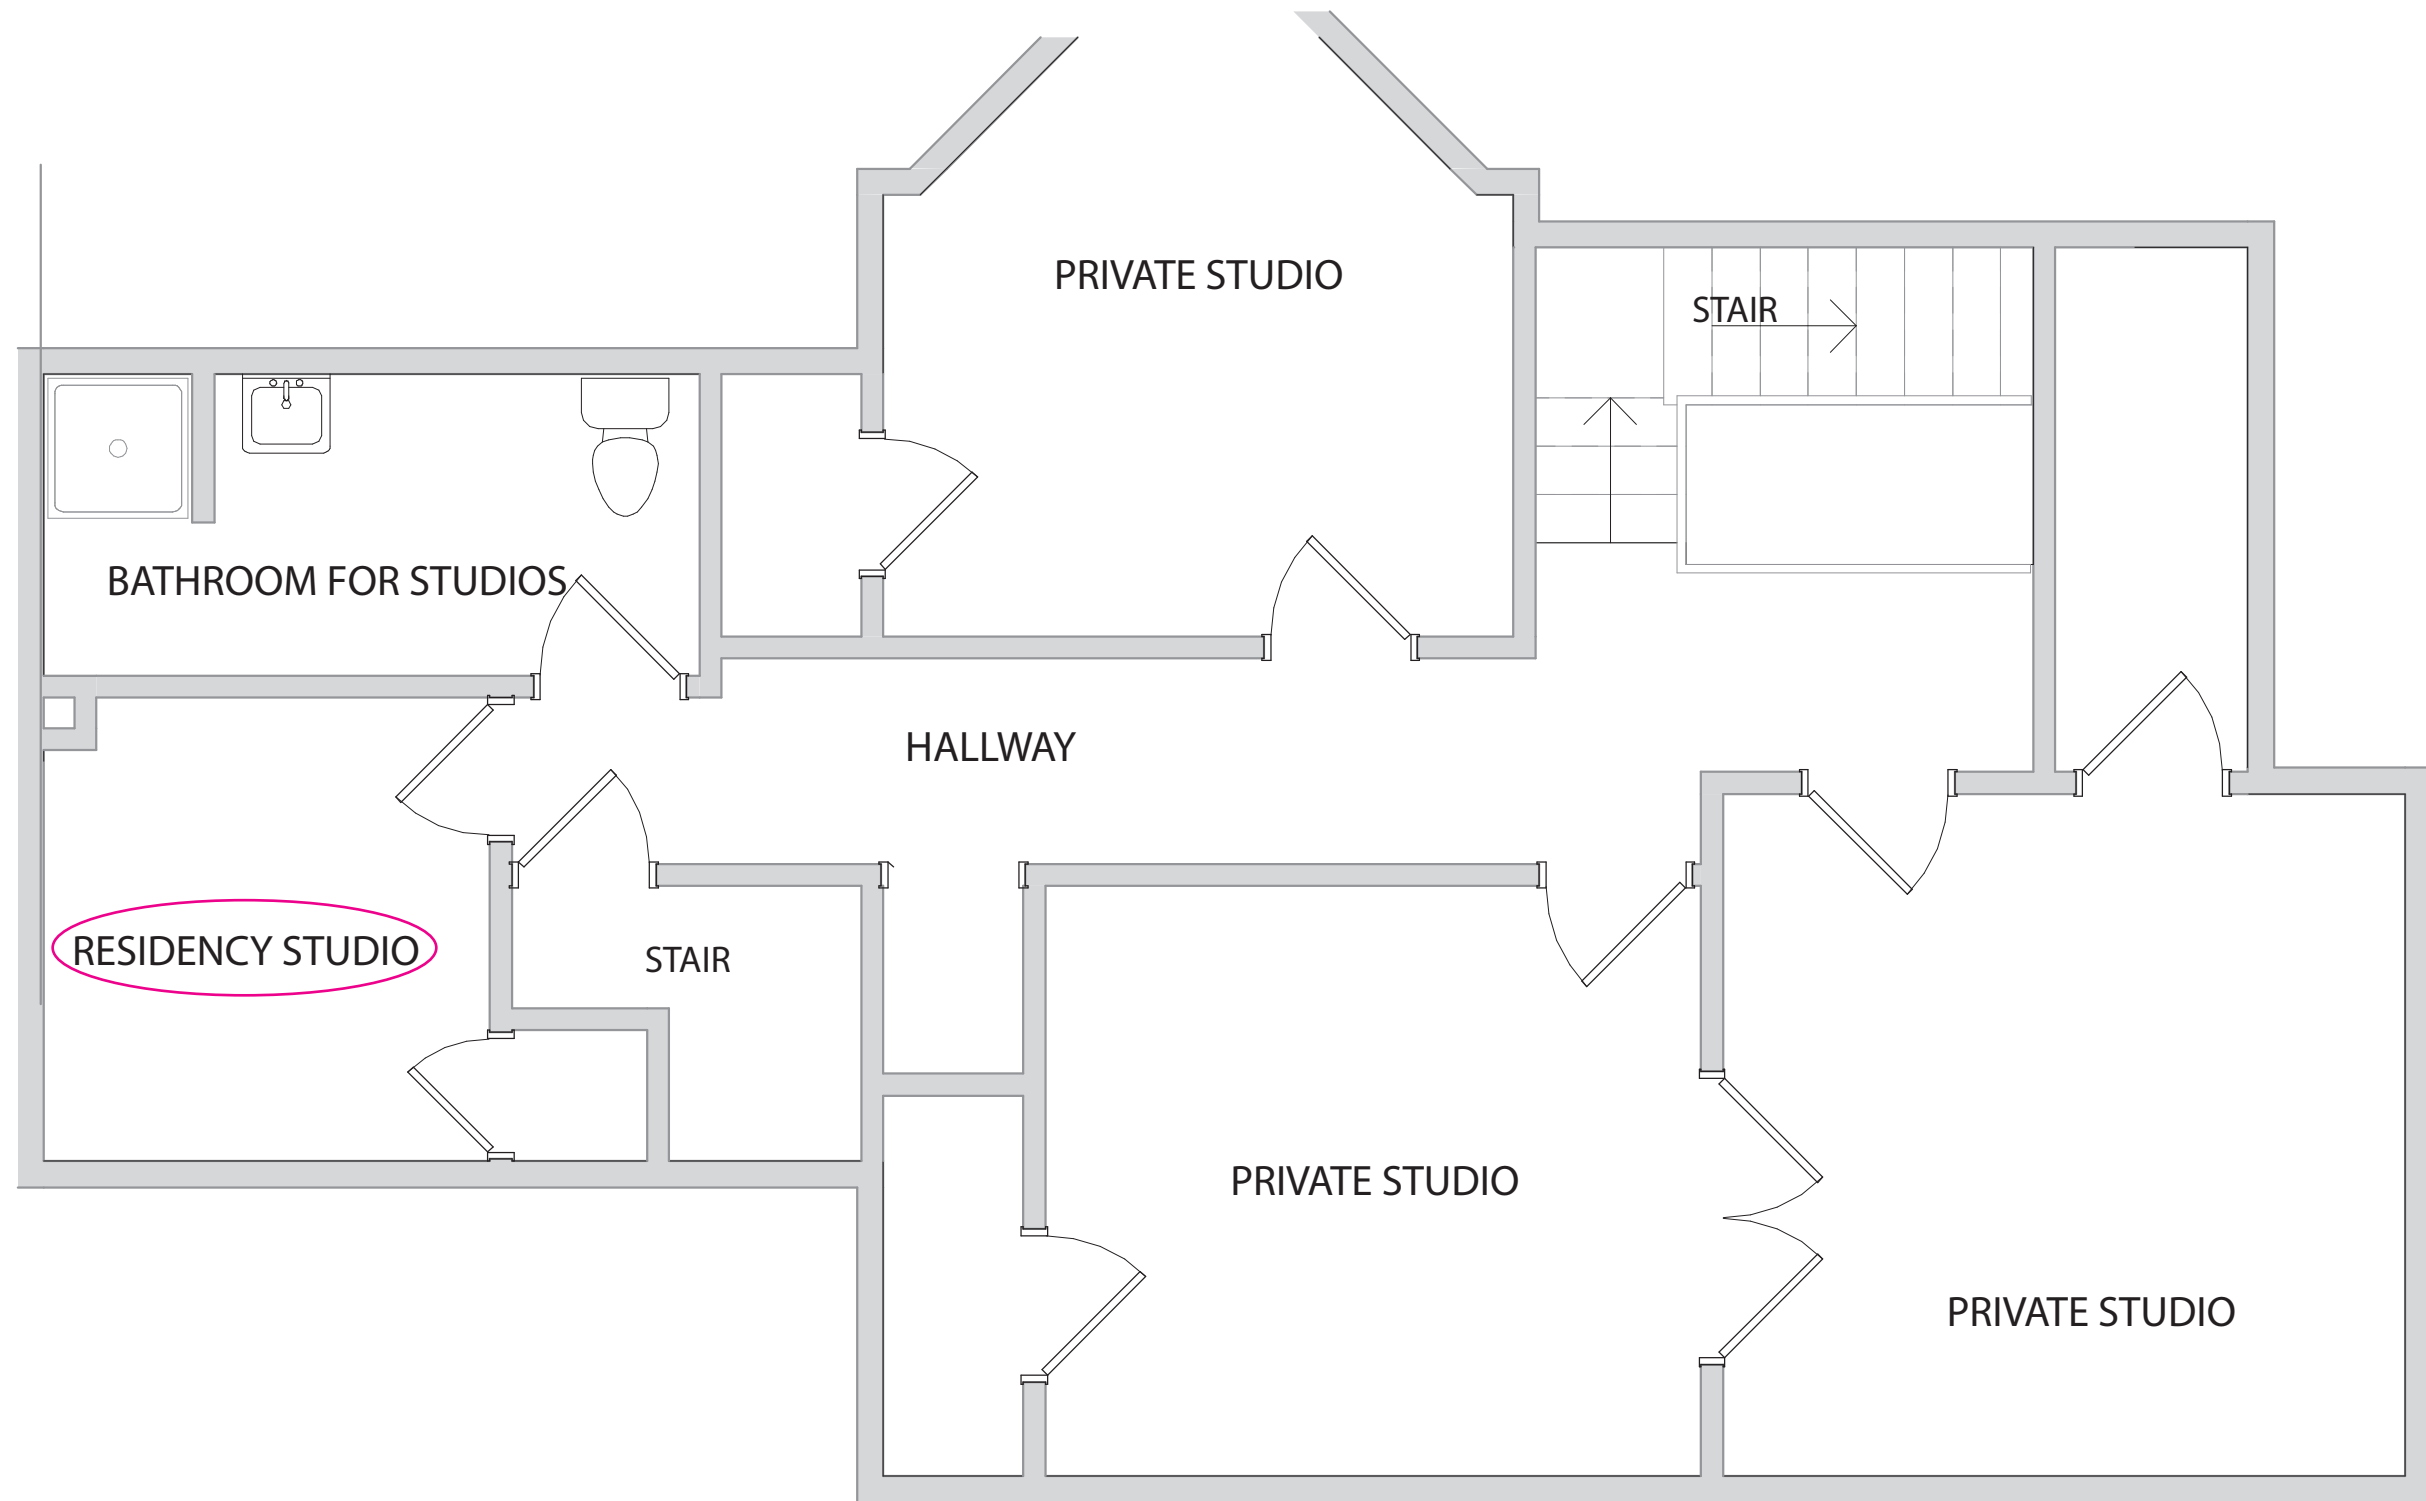 PRIVATE STUDIO
STAIR
BATHROOM FOR STUDIOS
HALLWAY
RESIDENCY STUDIO
STAIR
PRIVATE STUDIO
PRIVATE STUDIO